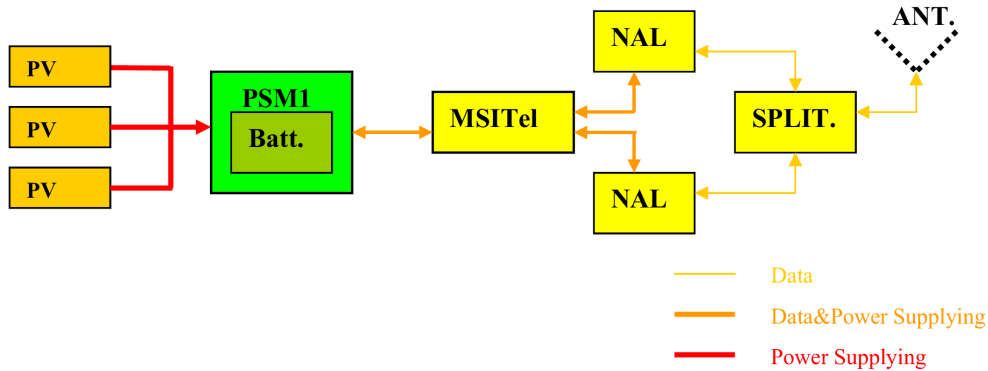 PV
PV
PV
PSM1
Batt.
MSITel
NAL
NAL
SPLIT.
ANT.
Data
Data&Power Supplying
Power Supplying